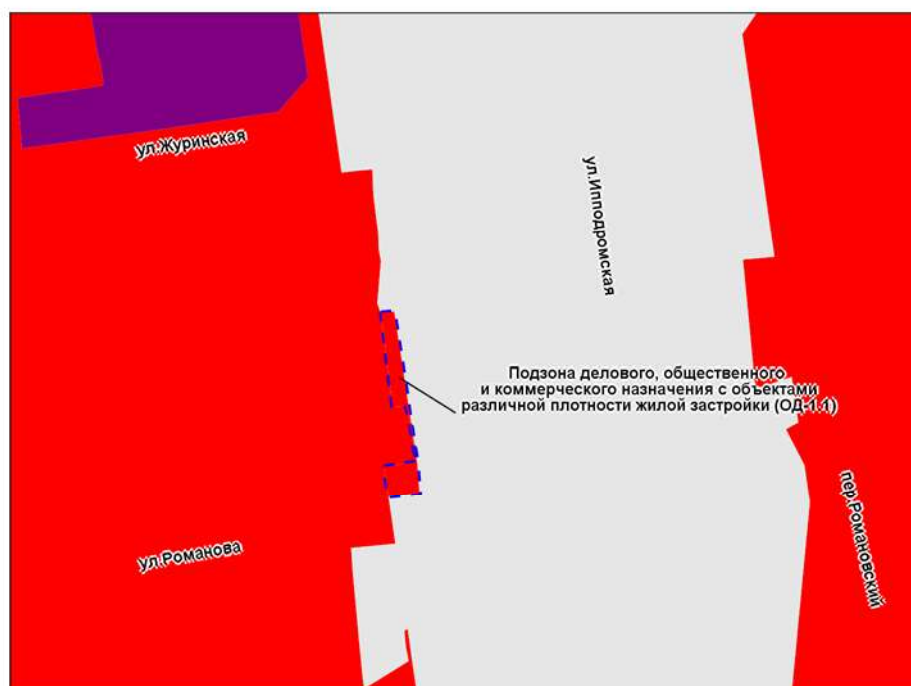 ул.Журинская
ул.Ипподромская
Подзона делового, общественного
и коммерческого назначения с объектами
различной плотности жилой застройки (ОД-1.1)
ул.Романова
пер.Романовский